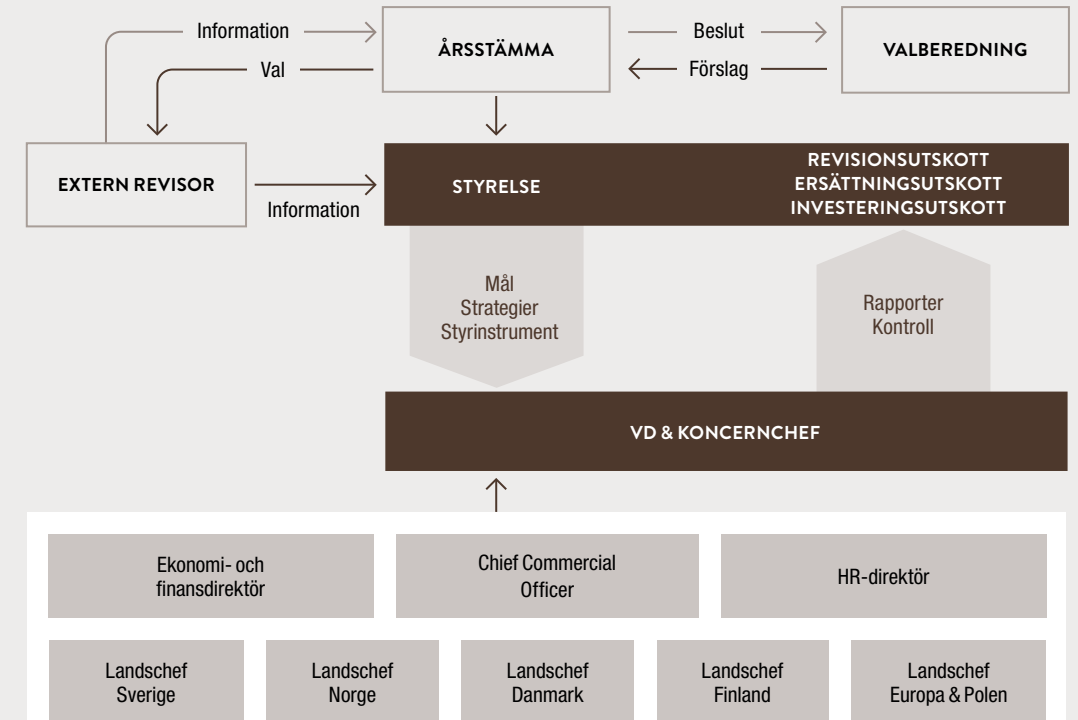 Information
Val
ÅRSSTÄMMA
Beslut
Förslag
VALBEREDNING
EXTERN REVISOR
Information
STYRELSE
REVISIONSUTSKOTT
ERSÄTTNINGSUTSKOTT
INVESTERINGSUTSKOTT
Mål
Strategier
Styrinstrument
Rapporter
Kontroll
VD & KONCERNCHEF
Ekonomi- och
finansdirektör
Chief Commercial
Officer
HR-direktör
Landschef
Sverige
Landschef
Norge
Landschef
Danmark
Landschef
Finland
Landschef
Europa & Polen